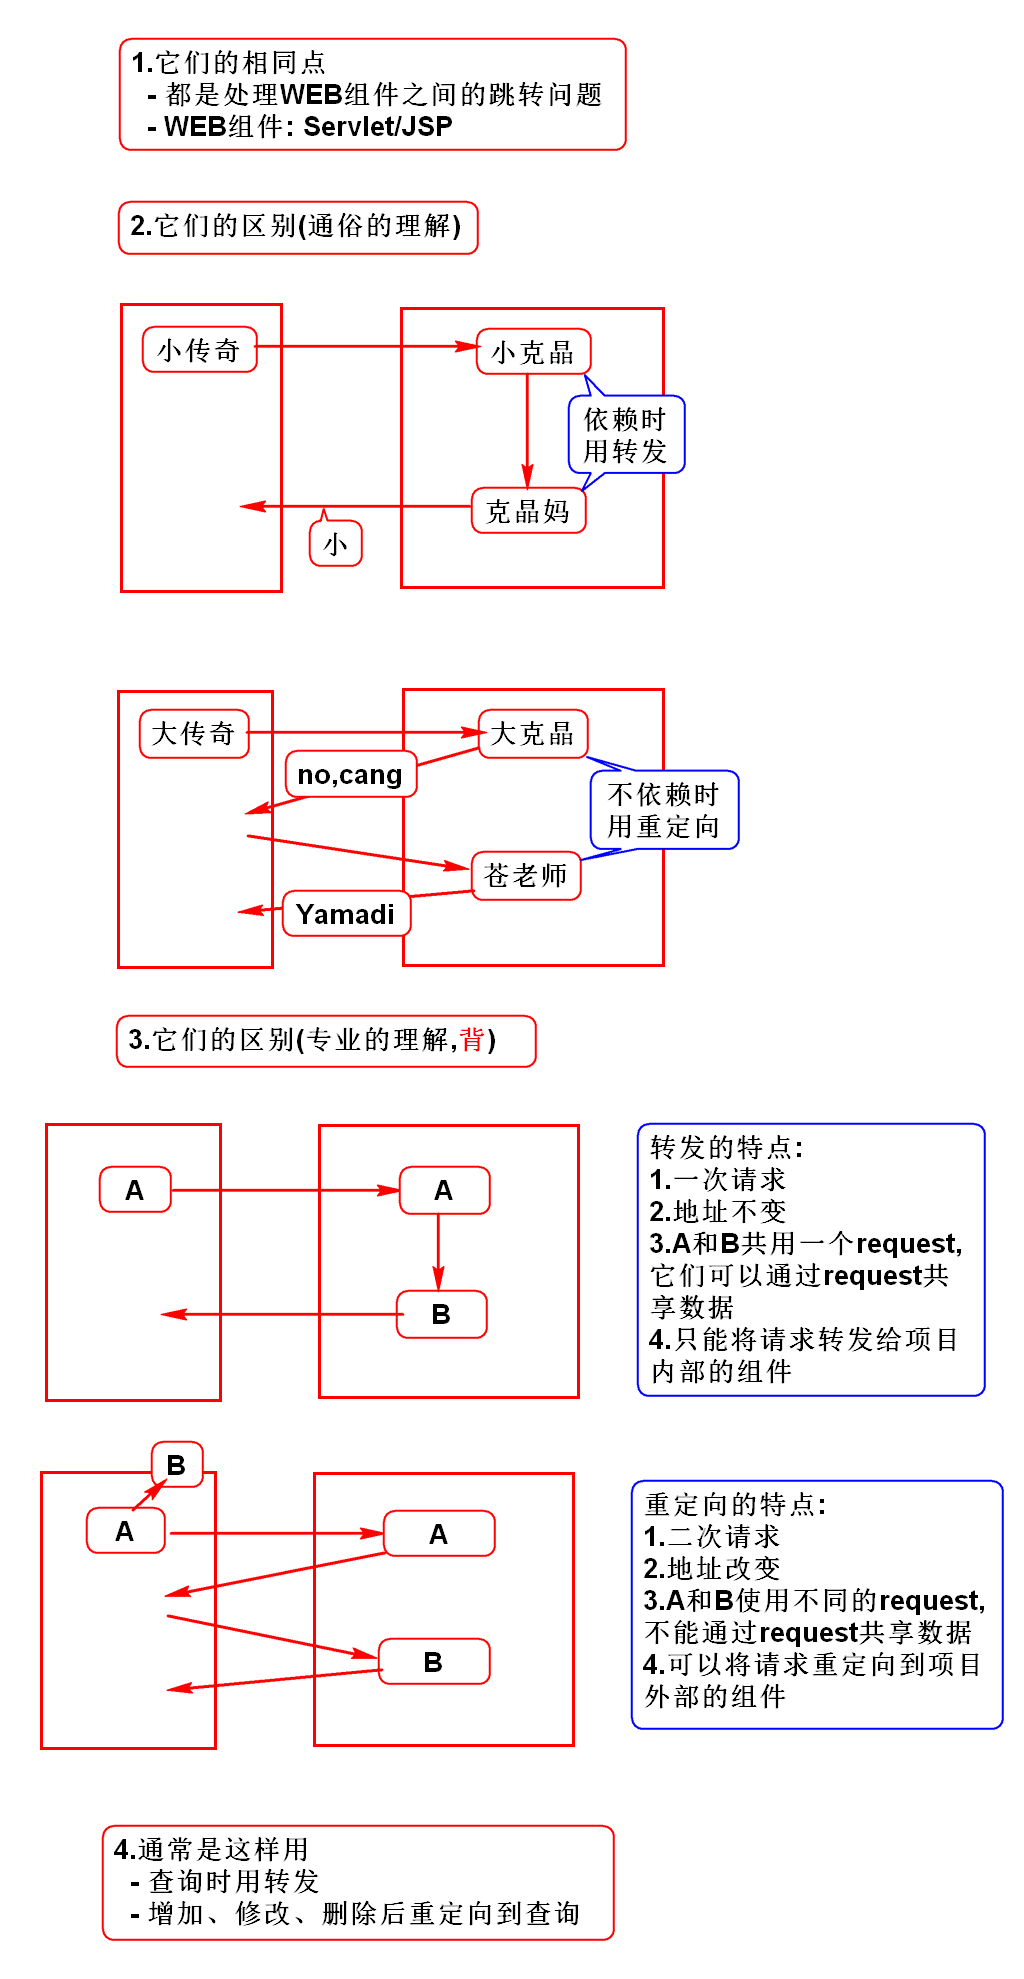 1.它们的相同点
- 都是处理WEB组件之间的跳转问题
- WEB组件: Servlet/JSP
2.它们的区别(通俗的理解)
小传奇
小克晶
依赖时
用转发
克晶妈
小
大传奇
大克晶
no,cang
不依赖时
用重定向
苍老师
Yamadi
3.它们的区别(专业的理解,背)
A
A
B
转发的特点:
1.一次请求
2.地址不变
3.A和B共用一个request,
它们可以通过request共
享数据
4.只能将请求转发给项目
内部的组件
B
A
A
B
重定向的特点:
1.二次请求
2.地址改变
3.A和B使用不同的request,
不能通过request共享数据
4.可以将请求重定向到项目
外部的组件
4.通常是这样用
- 查询时用转发
- 增加、修改、删除后重定向到查询